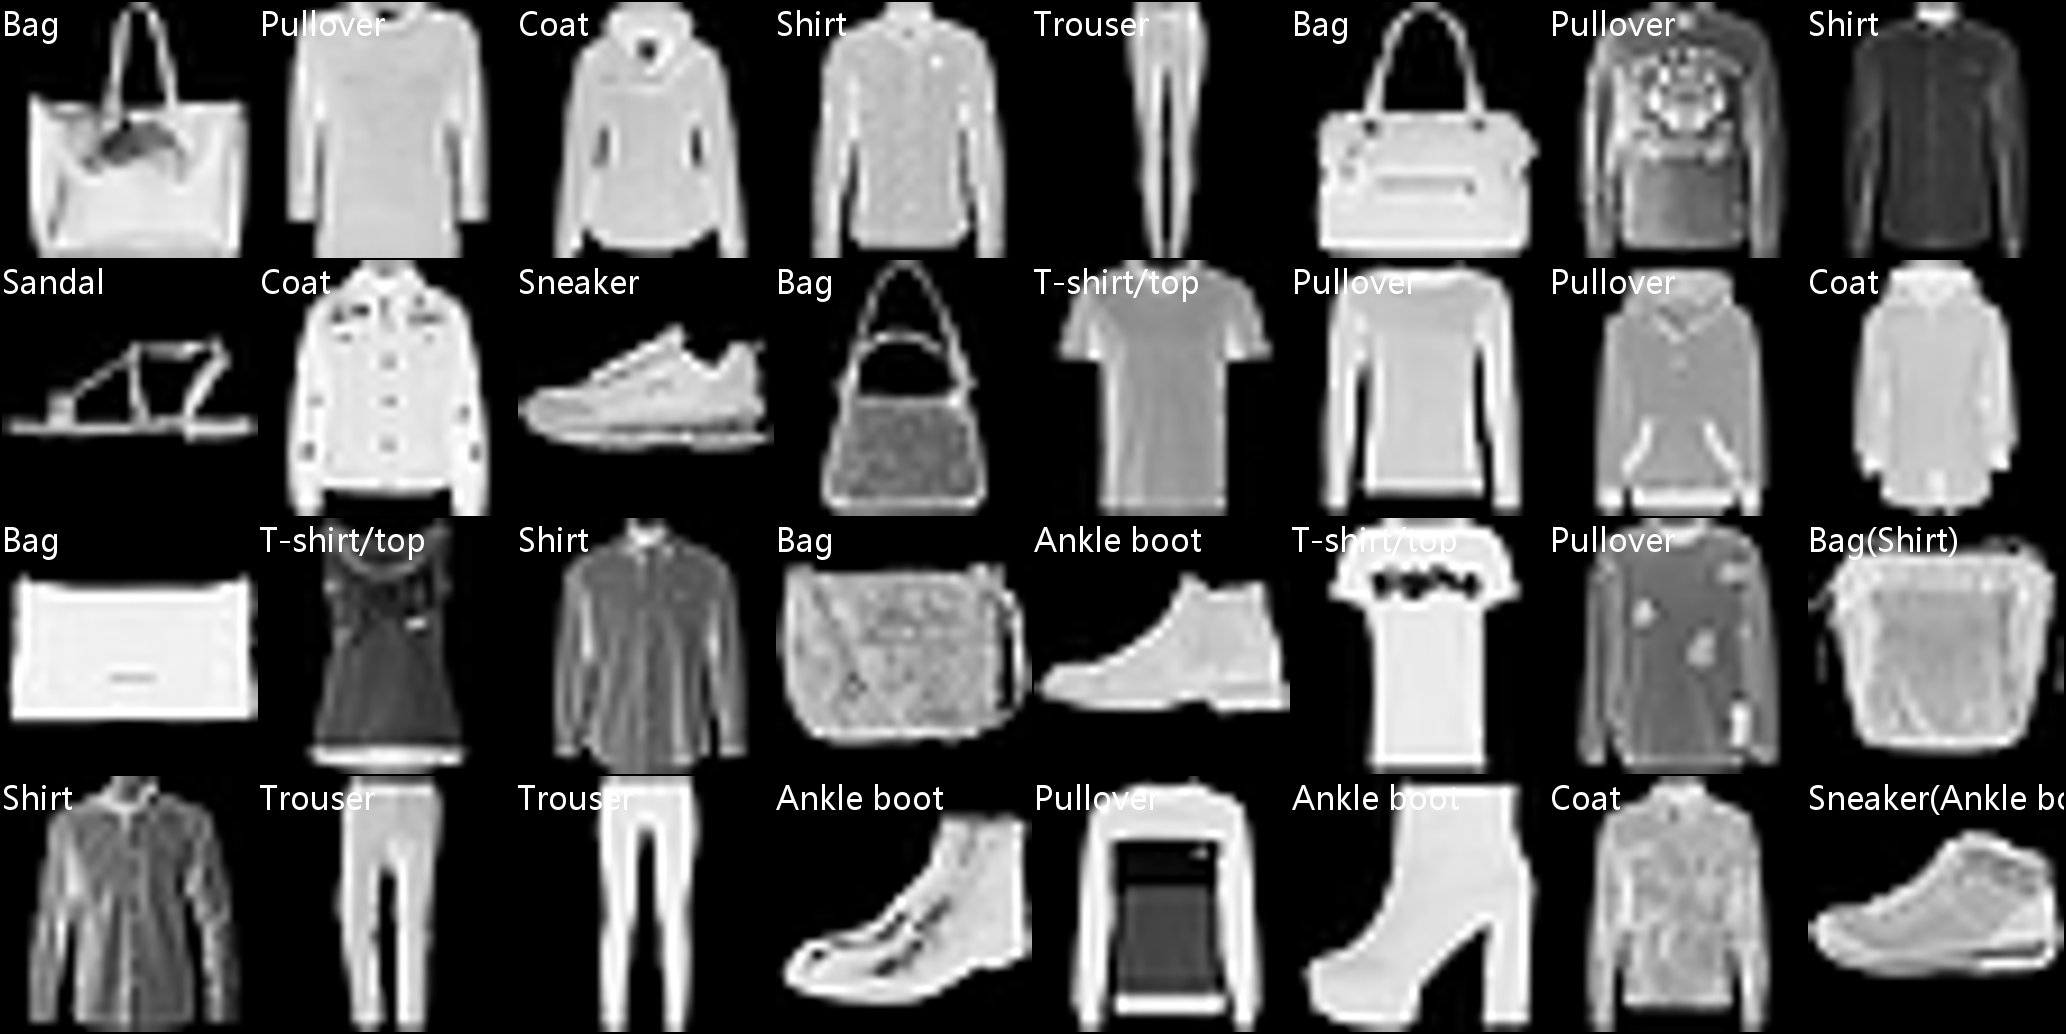 Bag
Pullover
Coat
Shirt
Trouser
Bag
Pullover
Shirt
Sandal
Coat
Sneaker
Bag
T-shirt/top
Pullover
Pullover
Coat
Bag
T-shirt/top
Shirt
Bag
Ankle boot
T-shirt/top
Pullover
Bag(Shirt)
Shirt
Trouser
Trouser
Ankle boot
Pullover
Ankle boot
Coat
Sneaker(Ankle bo